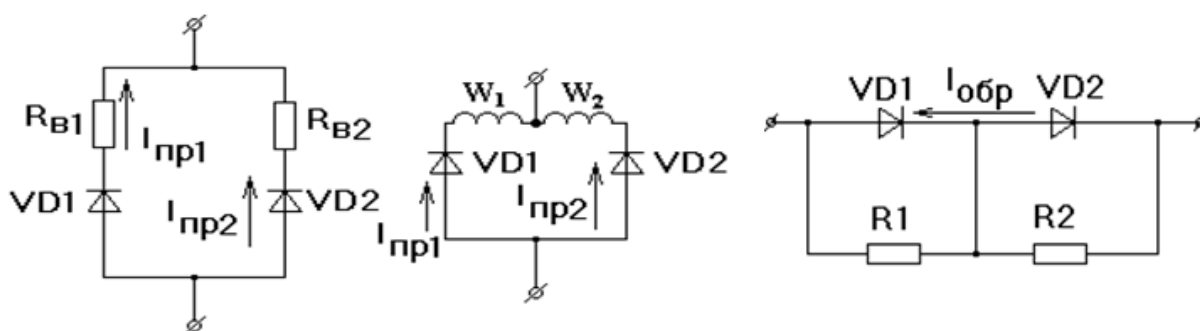 Rв1
Iпр1
VD1
Rв2
Iпр2
VD2
W₁
W₂
VD1
VD2
Iпр1
Iпр2
VD1
Iобр
VD2
R1
R2